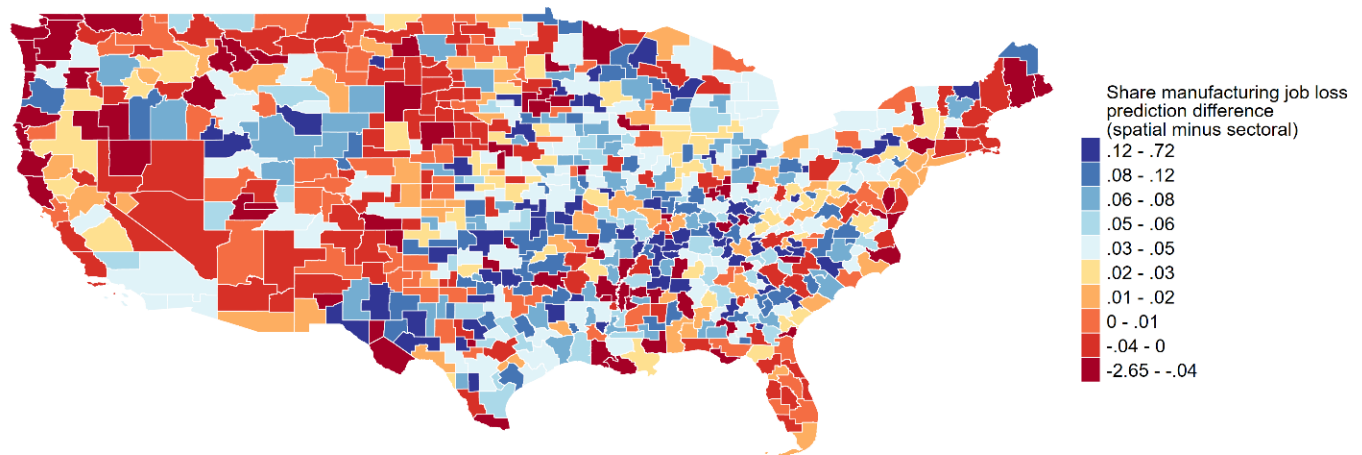 Share manufacturing job loss
prediction difference
(spatial minus sectoral)
.12 - .72
.08 - .12
.06 - .08
.05 - .06
.03 - .05
.02 - .03
.01 - .02
0 - .01
-.04 - 0
-2.65 - -.04